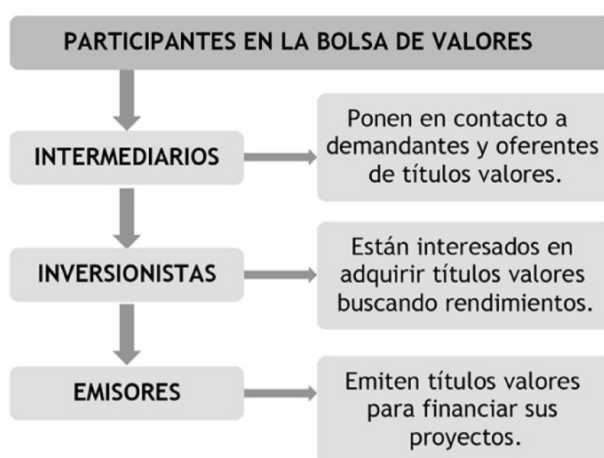 PARTICIPANTES EN LA BOLSA DE VALORES
INTERMEDIARIOS
Ponen en contacto a
demandantes y oferentes
de títulos valores.
INVERSIONISTAS
Están interesados en
adquirir títulos valores
buscando rendimientos.
EMISORES
Emiten títulos valores
para financiar sus
proyectos.